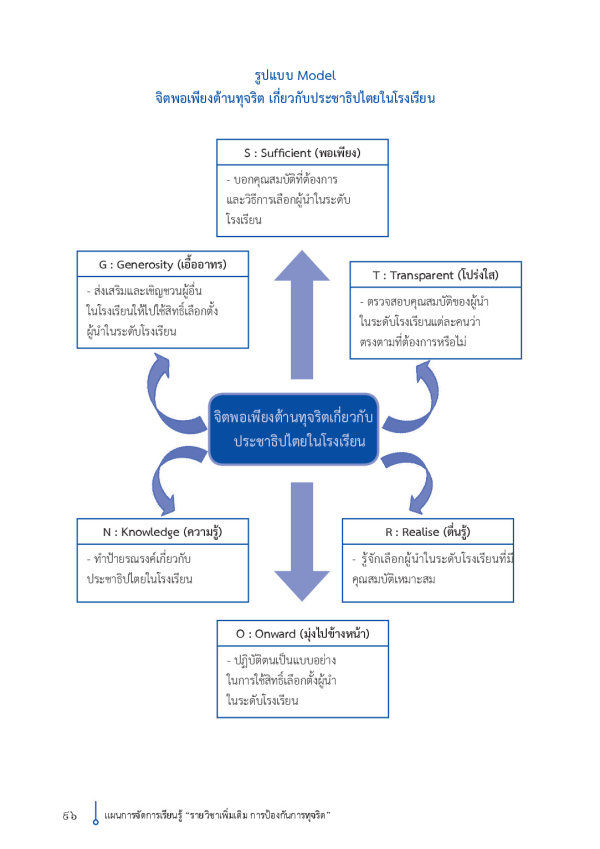 รูปแบบ Model
จิตพอเพียงต้านทุจริต เกี่ยวกับประชาธิปไตยในโรงเรียน
S : Sufficient (พอเพียง)
- บอกคุณสมบัติที่ต้องการ
และวิธีการเลือกผู้นำในระดับ
โรงเรียน
G : Generosity (เอื้ออาทร)
- ส่งเสริมและเชิญชวนผู้อื่น
ในโรงเรียนให้ไปใช้สิทธิ์เลือกตั้ง
ผู้นำในระดับโรงเรียน
T : Transparent (โปร่งใส)
- ตรวจสอบคุณสมบัติของผู้นำ
ในระดับโรงเรียนแต่ละคนว่า
ตรงตามที่ต้องการหรือไม่
จิตพอเพียงต้านทุจริตเกี่ยวกับ
ประชาธิปไตยในโรงเรียน
N : Knowledge (ความรู้)
- ทำป้ายรณรงค์เกี่ยวกับ
ประชาธิปไตยในโรงเรียน
R : Realise (ตื่นรู้)
- รู้จักเลือกผู้นำในระดับโรงเรียนที่มี
คุณสมบัติเหมาะสม
O : Onward (มุ่งไปข้างหน้า)
- ปฏิบัติตนเป็นแบบอย่าง
ในการใช้สิทธิ์เลือกตั้งผู้นำ
ในระดับโรงเรียน
๕๖
แผนการจัดการเรียนรู้ “รายวิชาเพิ่มเติม การป้องกันการทุจริต”